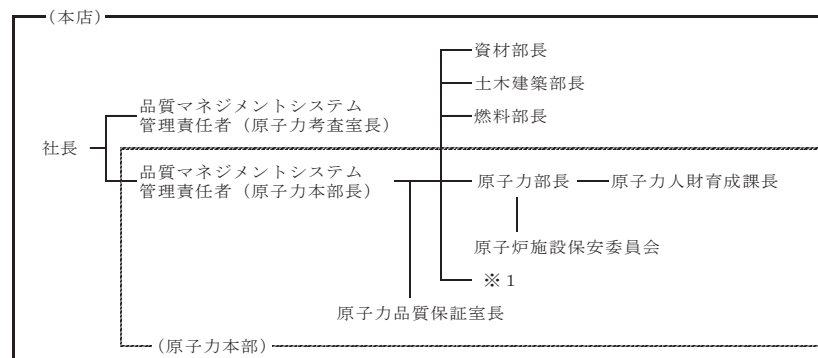 (本店)
資材部長
土木建築部長
燃料部長
品質マネジメントシステム
管理責任者(原子力考査室長)
社長
品質マネジメントシステム
管理責任者(原子力本部長)
原子力部長
原子力人財育成課長
原子炉施設保安委員会
※1
原子力品質保証室長
(原子力本部)